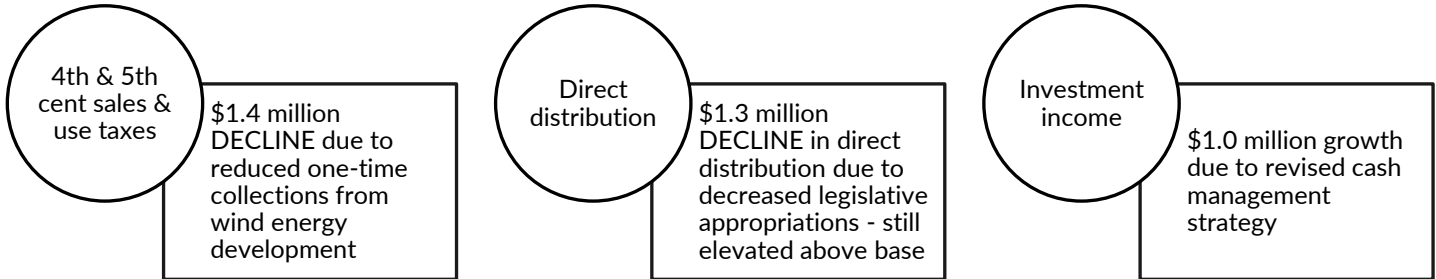 4th & 5th
cent sales &
use taxes
$1.4 million
DECLINE due to
reduced one-time
collections from
wind energy
development
Direct
distribution
$1.3 million
DECLINE in direct
distribution due to
decreased legislative
appropriations - still
elevated above base
Investment
income
$1.0 million growth
due to revised cash
management
strategy